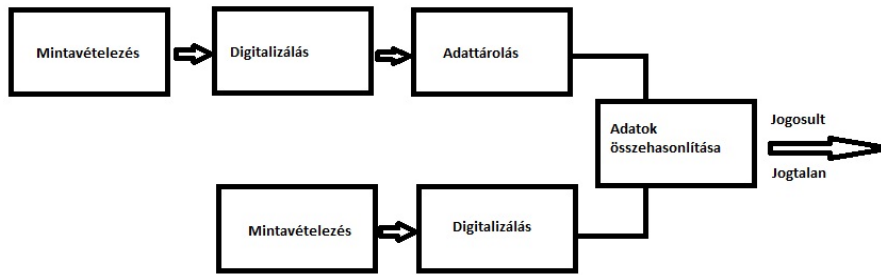 Mintavételezés
Digitalizálás
Adattárolás
Adatok
összehasonlítása
Jogosult
Jogtalan
Mintavételezés
Digitalizálás